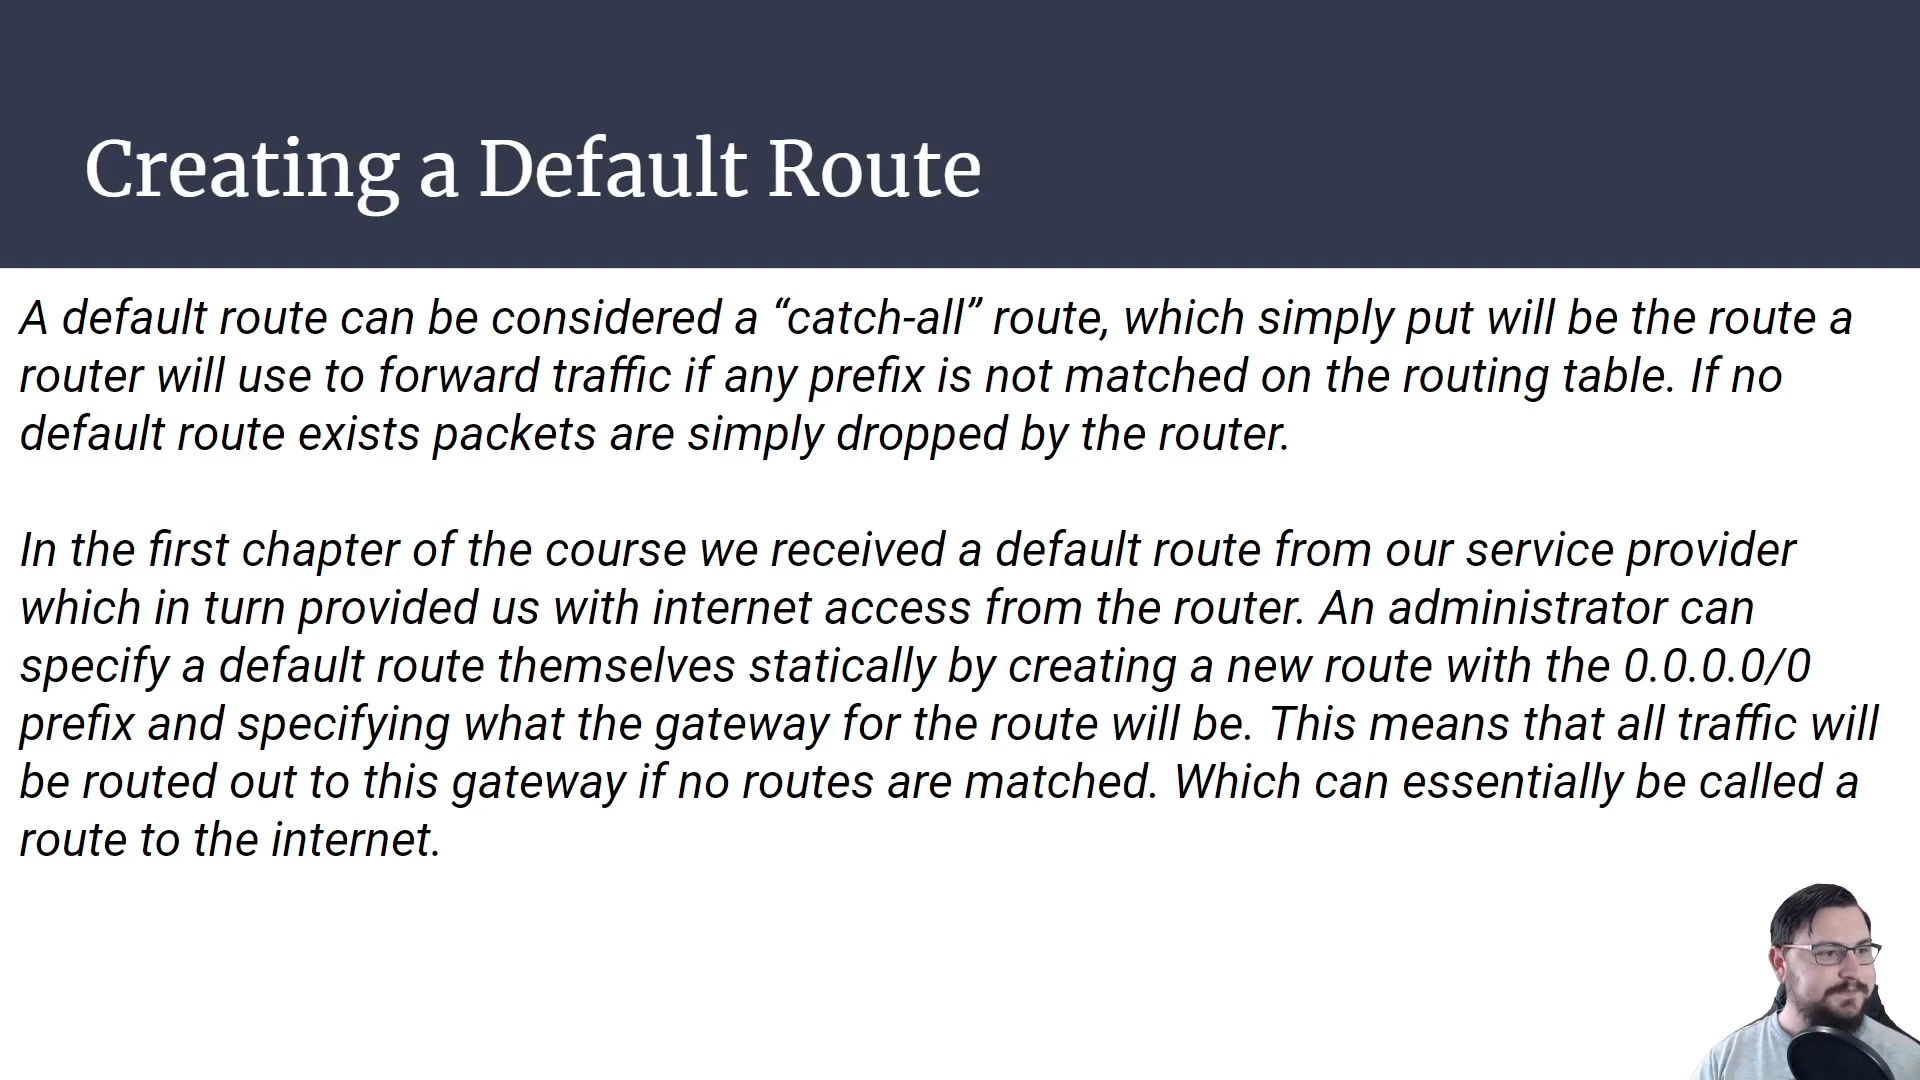 Creating a Default Route
A default route can be considered a “catch-all” route, which simply put will be the route a
router will use to forward traffic if any prefix is not matched on the routing table. If no
default route exists packets are simply dropped by the router.
In the first chapter of the course we received a default route from our service provider
which in turn provided us with internet access from the router. An administrator can
specify a default route themselves statically by creating a new route with the 0.0.0.0/0
prefix and specifying what the gateway for the route will be. This means that all traffic will
be routed out to this gateway if no routes are matched. Which can essentially be called a
route to the internet.